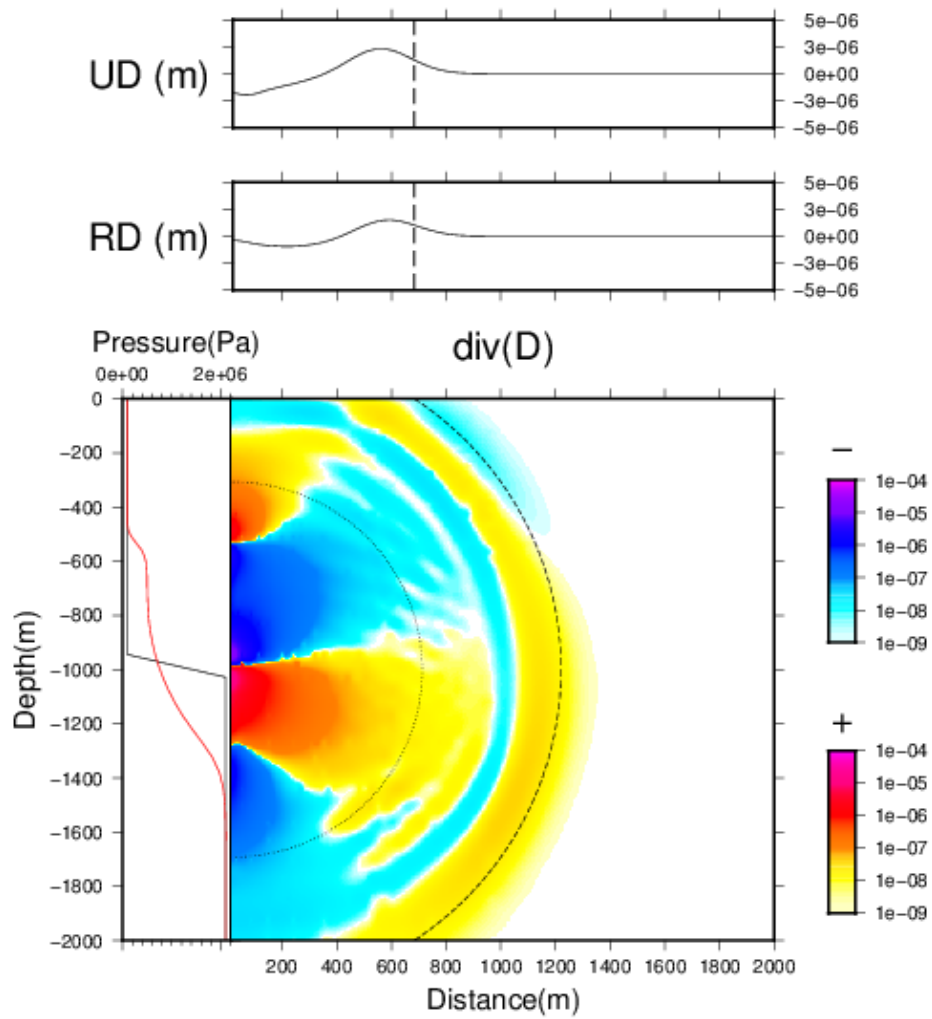 UD (m)
5e−06
3e−06
0e+00
−3e−06
−5e−06
RD (m)
5e−06
3e−06
0e+00
−3e−06
−5e−06
Pressure(Pa)
0e+00 2e+06
div(D)
Depth(m)
0
−200
−400
−600
−800
−1000
−1200
−1400
−1600
−1800
−2000
200 400 600 800 1000 1200 1400 1600 1800 2000
Distance(m)
−
1e−04
1e−05
1e−06
1e−07
1e−08
1e−09
+
1e−04
1e−05
1e−06
1e−07
1e−08
1e−09